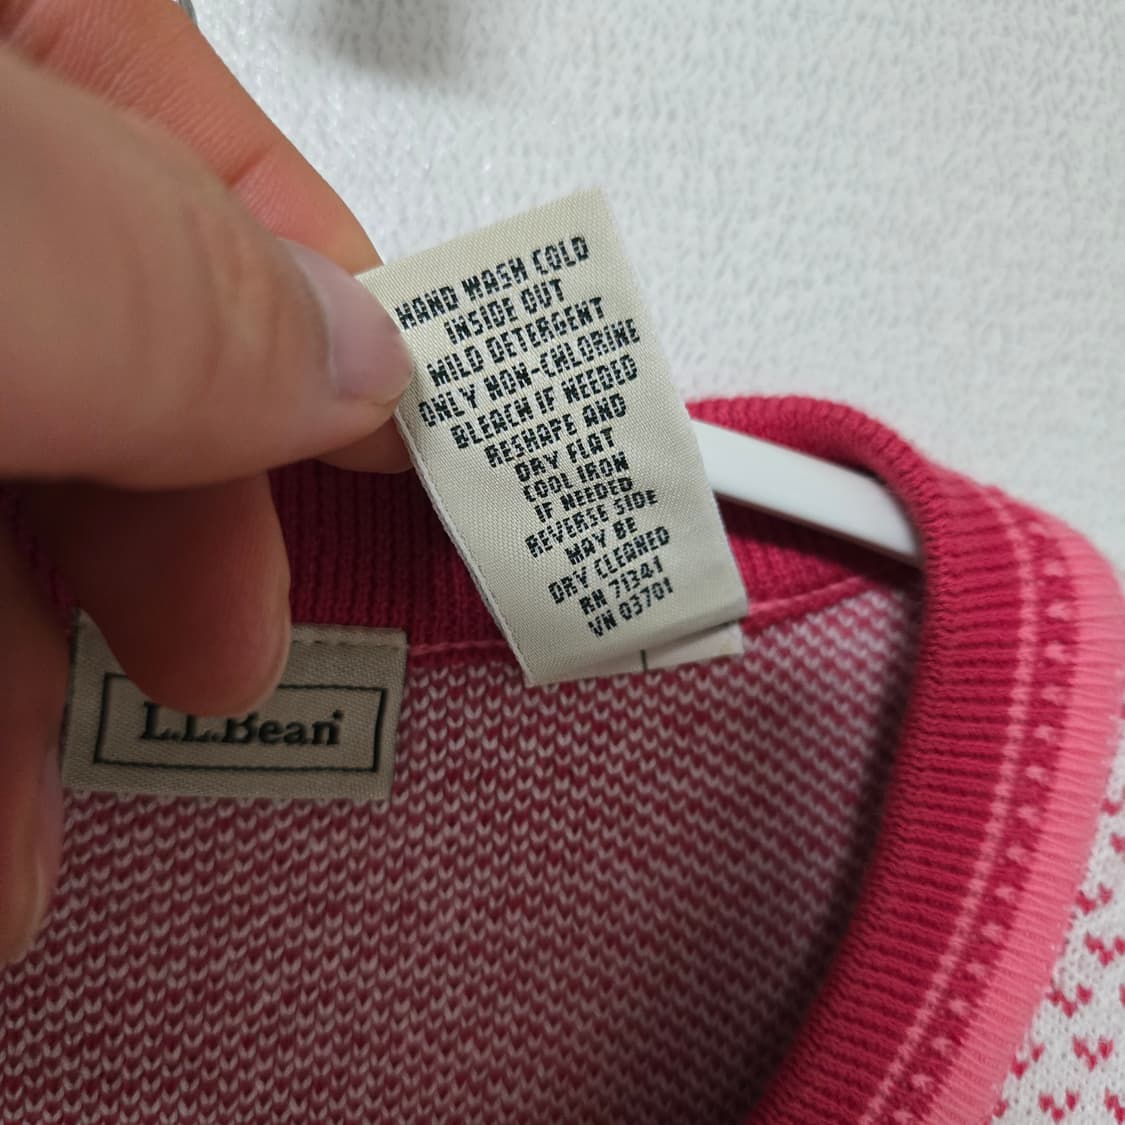 HAND WASH COLD
INSIDE OUT
MILD DETERGENT
ONLY NON-CHLORINE
BLEACH IF NEEDED
RESHAPE AND
DRY FLAT
COOL IRON
IF NEEDED
REVERSE SIDE
MAY BE
DRY CLEANED
RN 71341
VN 03701
L.L.Bean